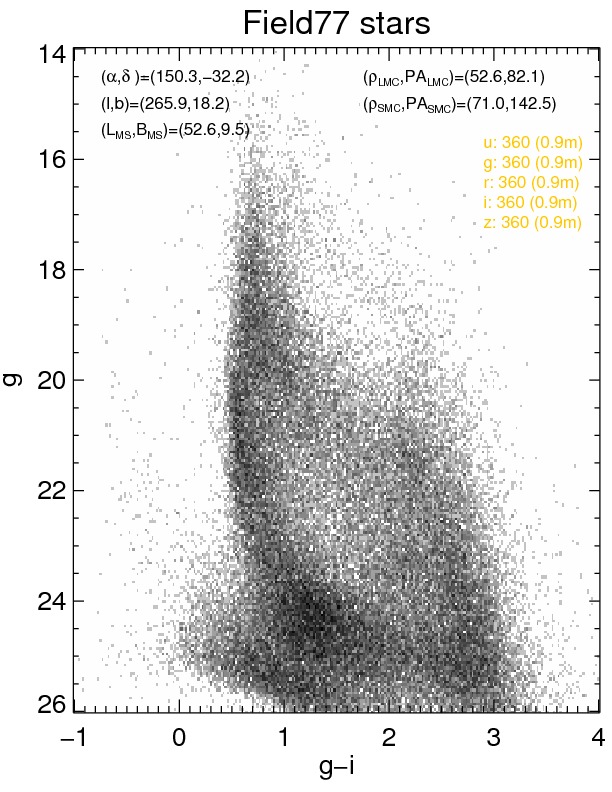 Field77 stars
(α,δ )=(150.3,−32.2)
(ρLMC,PALMC)=(52.6,82.1)
(l,b)=(265.9,18.2)
(ρSMC,PASMC)=(71.0,142.5)
(LMS,BMS)=(52.6,9.5)
u: 360 (0.9m)
g: 360 (0.9m)
r: 360 (0.9m)
i: 360 (0.9m)
z: 360 (0.9m)
14
16
18
20
22
24
26
g
−1 0 1 2 3 4
g−i